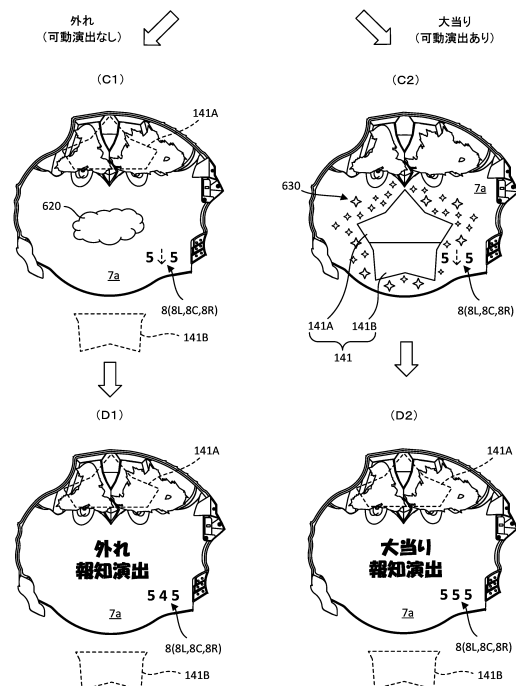 外れ
（可動演出なし）
大当り
（可動演出あり）
(C1)
141A
620
5↓5
7a
8(8L,8C,8R)
141B
(C2)
630
7a
5↓5
8(8L,8C,8R)
141A
141B
141
(D1)
141A
外れ
報知演出
545
7a
8(8L,8C,8R)
141B
(D2)
141A
大当り
報知演出
555
7a
8(8L,8C,8R)
141B